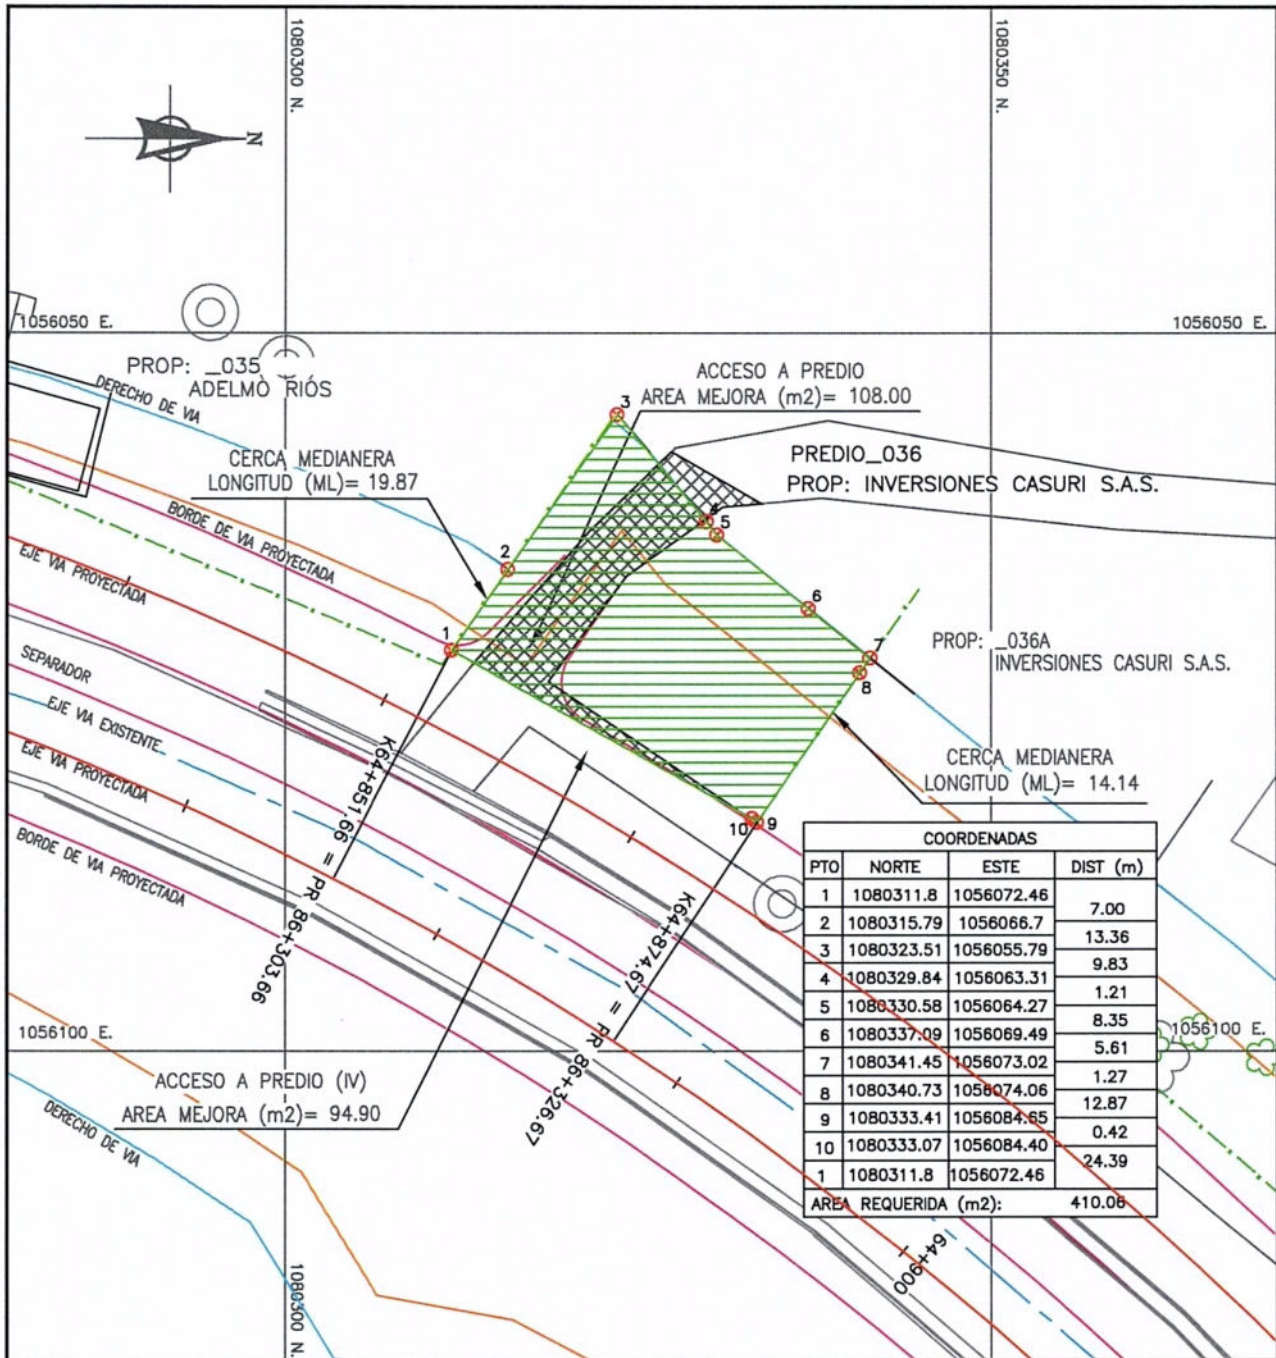 1080300 N.
1080350 N.
N
1056050 E.
1056050 E.
PROP: _035
ADELMO RIÓS
DERECHO DE VIA
ACCESO A PREDIO
AREA MEJORA (m2)= 108.00
3
CERCA MEDIANERA
LONGITUD (ML)= 19.87
PREDIO_036
PROP: INVERSIONES CASURI S.A.S.
BORDE DE VIA PROYECTADA
4
5
EJE VIA PROYECTADA
2
6
1
7
PROP: _036A
INVERSIONES CASURI S.A.S.
8
SEPARADOR
EJE VIA EXISTENTE
EJE VIA PROYECTADA
BORDE DE VIA PROYECTADA
CERCA MEDIANERA
LONGITUD (ML)= 14.14
10
9
K64+851.66 = PR 86+303.66
K64+874.67 = PR 86+326.67
COORDENADAS
PTO NORTE ESTE DIST (m)
1 1080311.8 1056072.46
7.00
2 1080315.79 1056066.7
13.36
3 1080323.51 1056055.79
9.83
4 1080329.84 1056063.31
1.21
5 1080330.58 1056064.27
8.35
6 1080337.09 1056069.49
5.61
7 1080341.45 1056073.02
1.27
8 1080340.73 1056074.06
12.87
9 1080333.41 1056084.65
0.42
10 1080333.07 1056084.40
24.39
1 1080311.8 1056072.46
AREA REQUERIDA (m2): 410.06
1056100 E.
1056100 E.
ACCESO A PREDIO (IV)
AREA MEJORA (m2)= 94.90
DERECHO DE VIA
64+900
1080300 N.